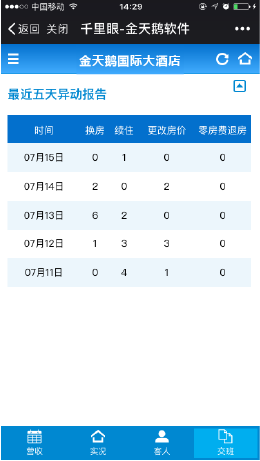 中国移动 14:29
返回 关闭 千里眼-金天鹅软件
金天鹅国际大酒店
最近五天异动报告
时间 换房 续住 更改房价 零房费退房
07月15日 0 1 0 0
07月14日 2 0 2 0
07月13日 6 2 0 0
07月12日 1 3 3 0
07月11日 0 4 1 0
营收 实况 客人 交班